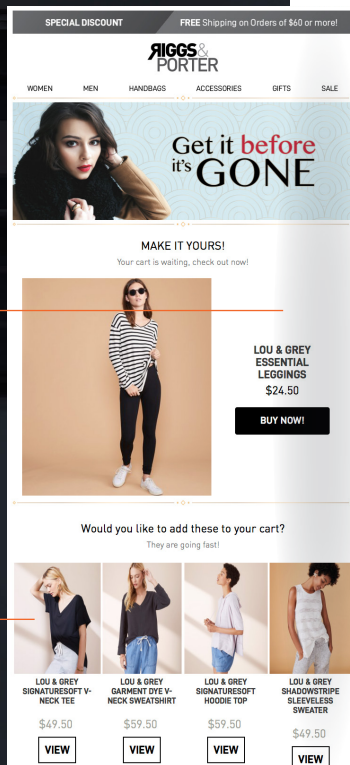 SPECIAL DISCOUNT
FREE Shipping on Orders of $60 or more!
RIGGS&
PORTER
WOMEN MEN HANDBAGS ACCESSORIES GIFTS SALE
Get it before
it's GONE
MAKE IT YOURS!
Your cart is waiting, check out now!
LOU & GREY
ESSENTIAL
LEGGINGS
$24.50
BUY NOW!
Would you like to add these to your cart?
They are going fast!
LOU & GREY
SIGNATURESOFT V-
NECK TEE
$49.50
VIEW
LOU & GREY
GARMENT DYE V-
NECK SWEATSHIRT
$59.50
VIEW
LOU & GREY
SIGNATURESOFT
HOODIE TOP
$59.50
VIEW
LOU & GREY
SHADOWSTRIPE
SLEEVELESS
SWEATER
$49.50
VIEW